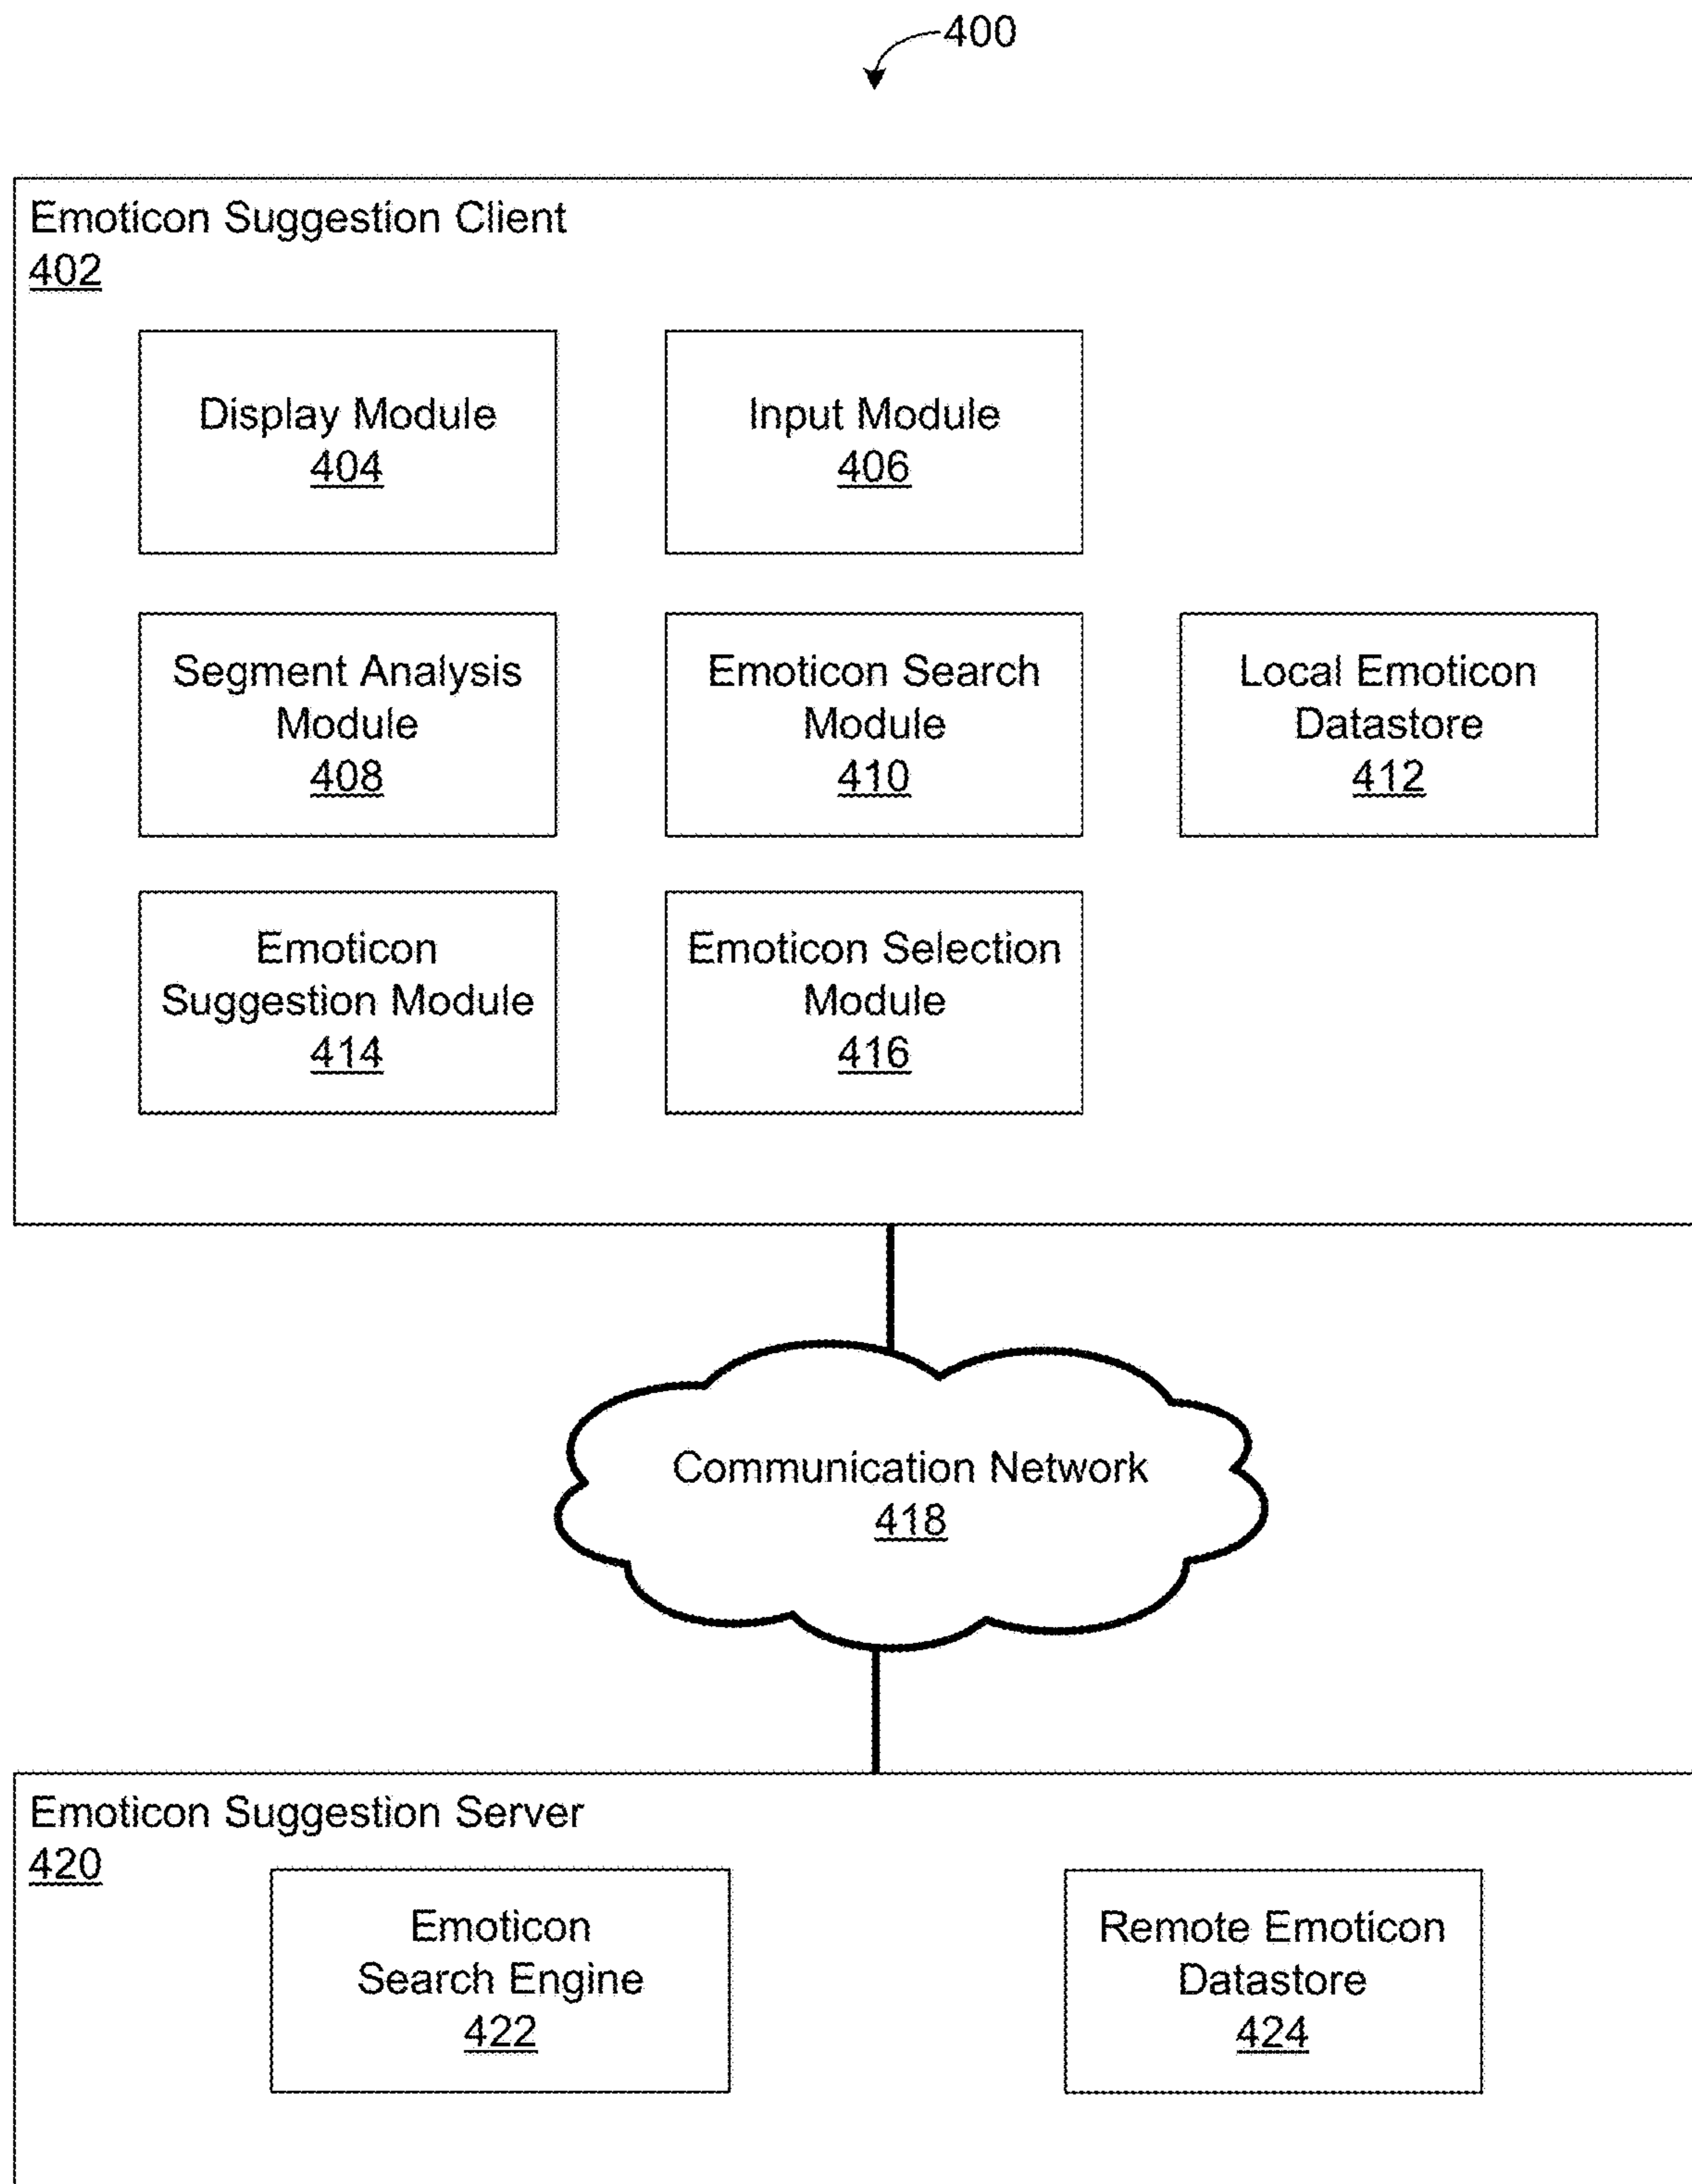 400
Emoticon Suggestion Client
402
Display Module
404
Input Module
406
Segment Analysis
Module
408
Emoticon Search
Module
410
Local Emoticon
Datastore
412
Emoticon
Suggestion Module
414
Emoticon Selection
Module
416
Communication Network
418
Emoticon Suggestion Server
420
Emoticon
Search Engine
422
Remote Emoticon
Datastore
424